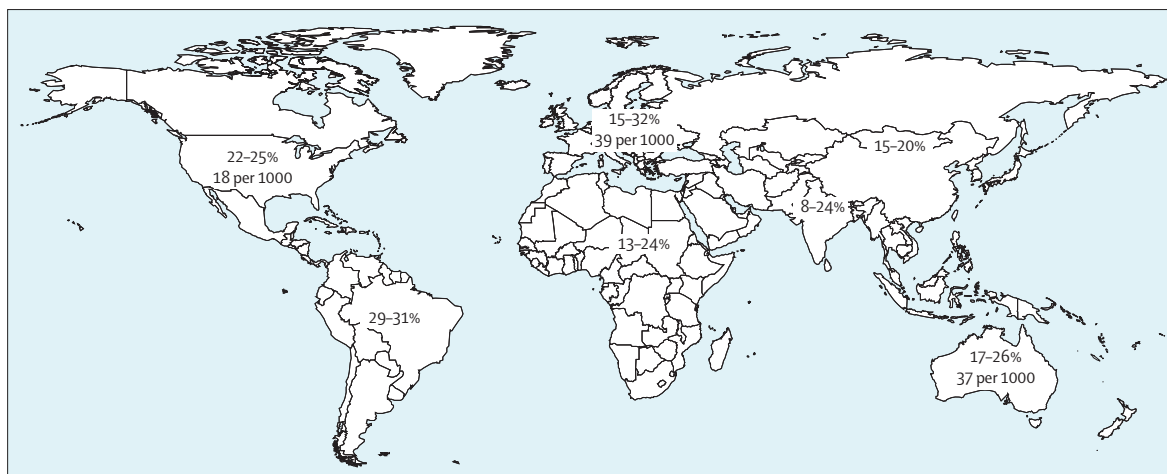 15–32%
39 per 1000
22–25%
18 per 1000
15–20%
8–24%
13–24%
29–31%
17–26%
37 per 1000